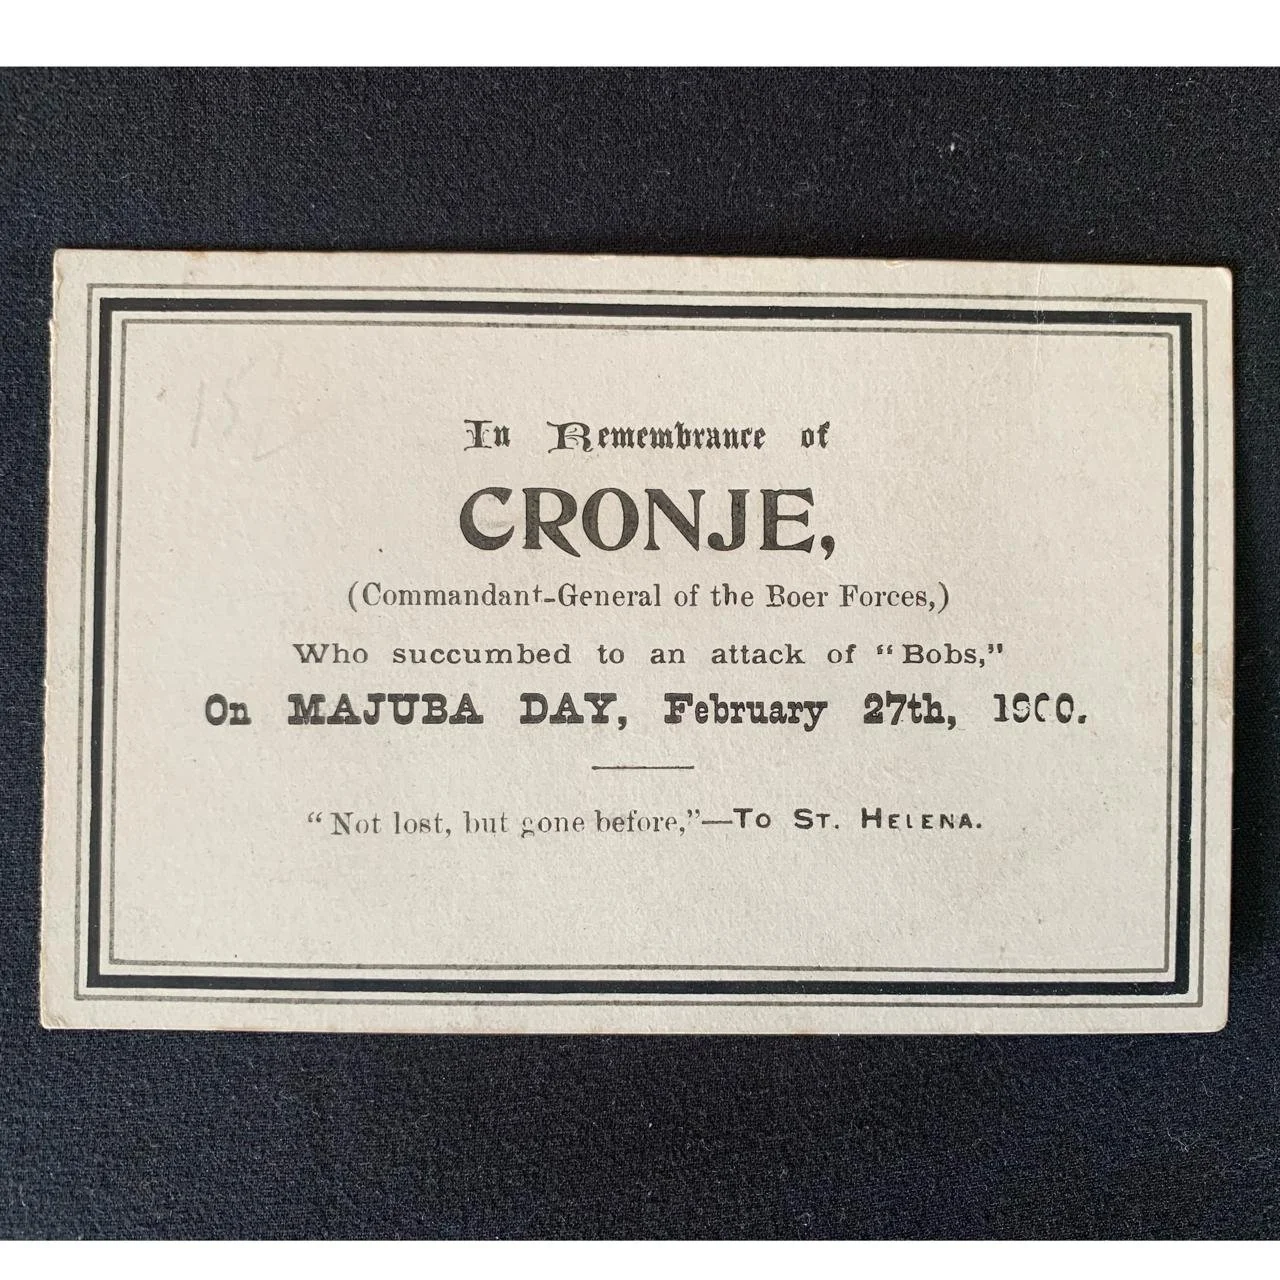 In Remembrance of
CRONJE,
(Commandant-General of the Boer Forces,)
Who succumbed to an attack of “Bobs,”
On MAJUBA DAY, February 27th, 1900.
“Not lost, but gone before,”—To St. Helena.